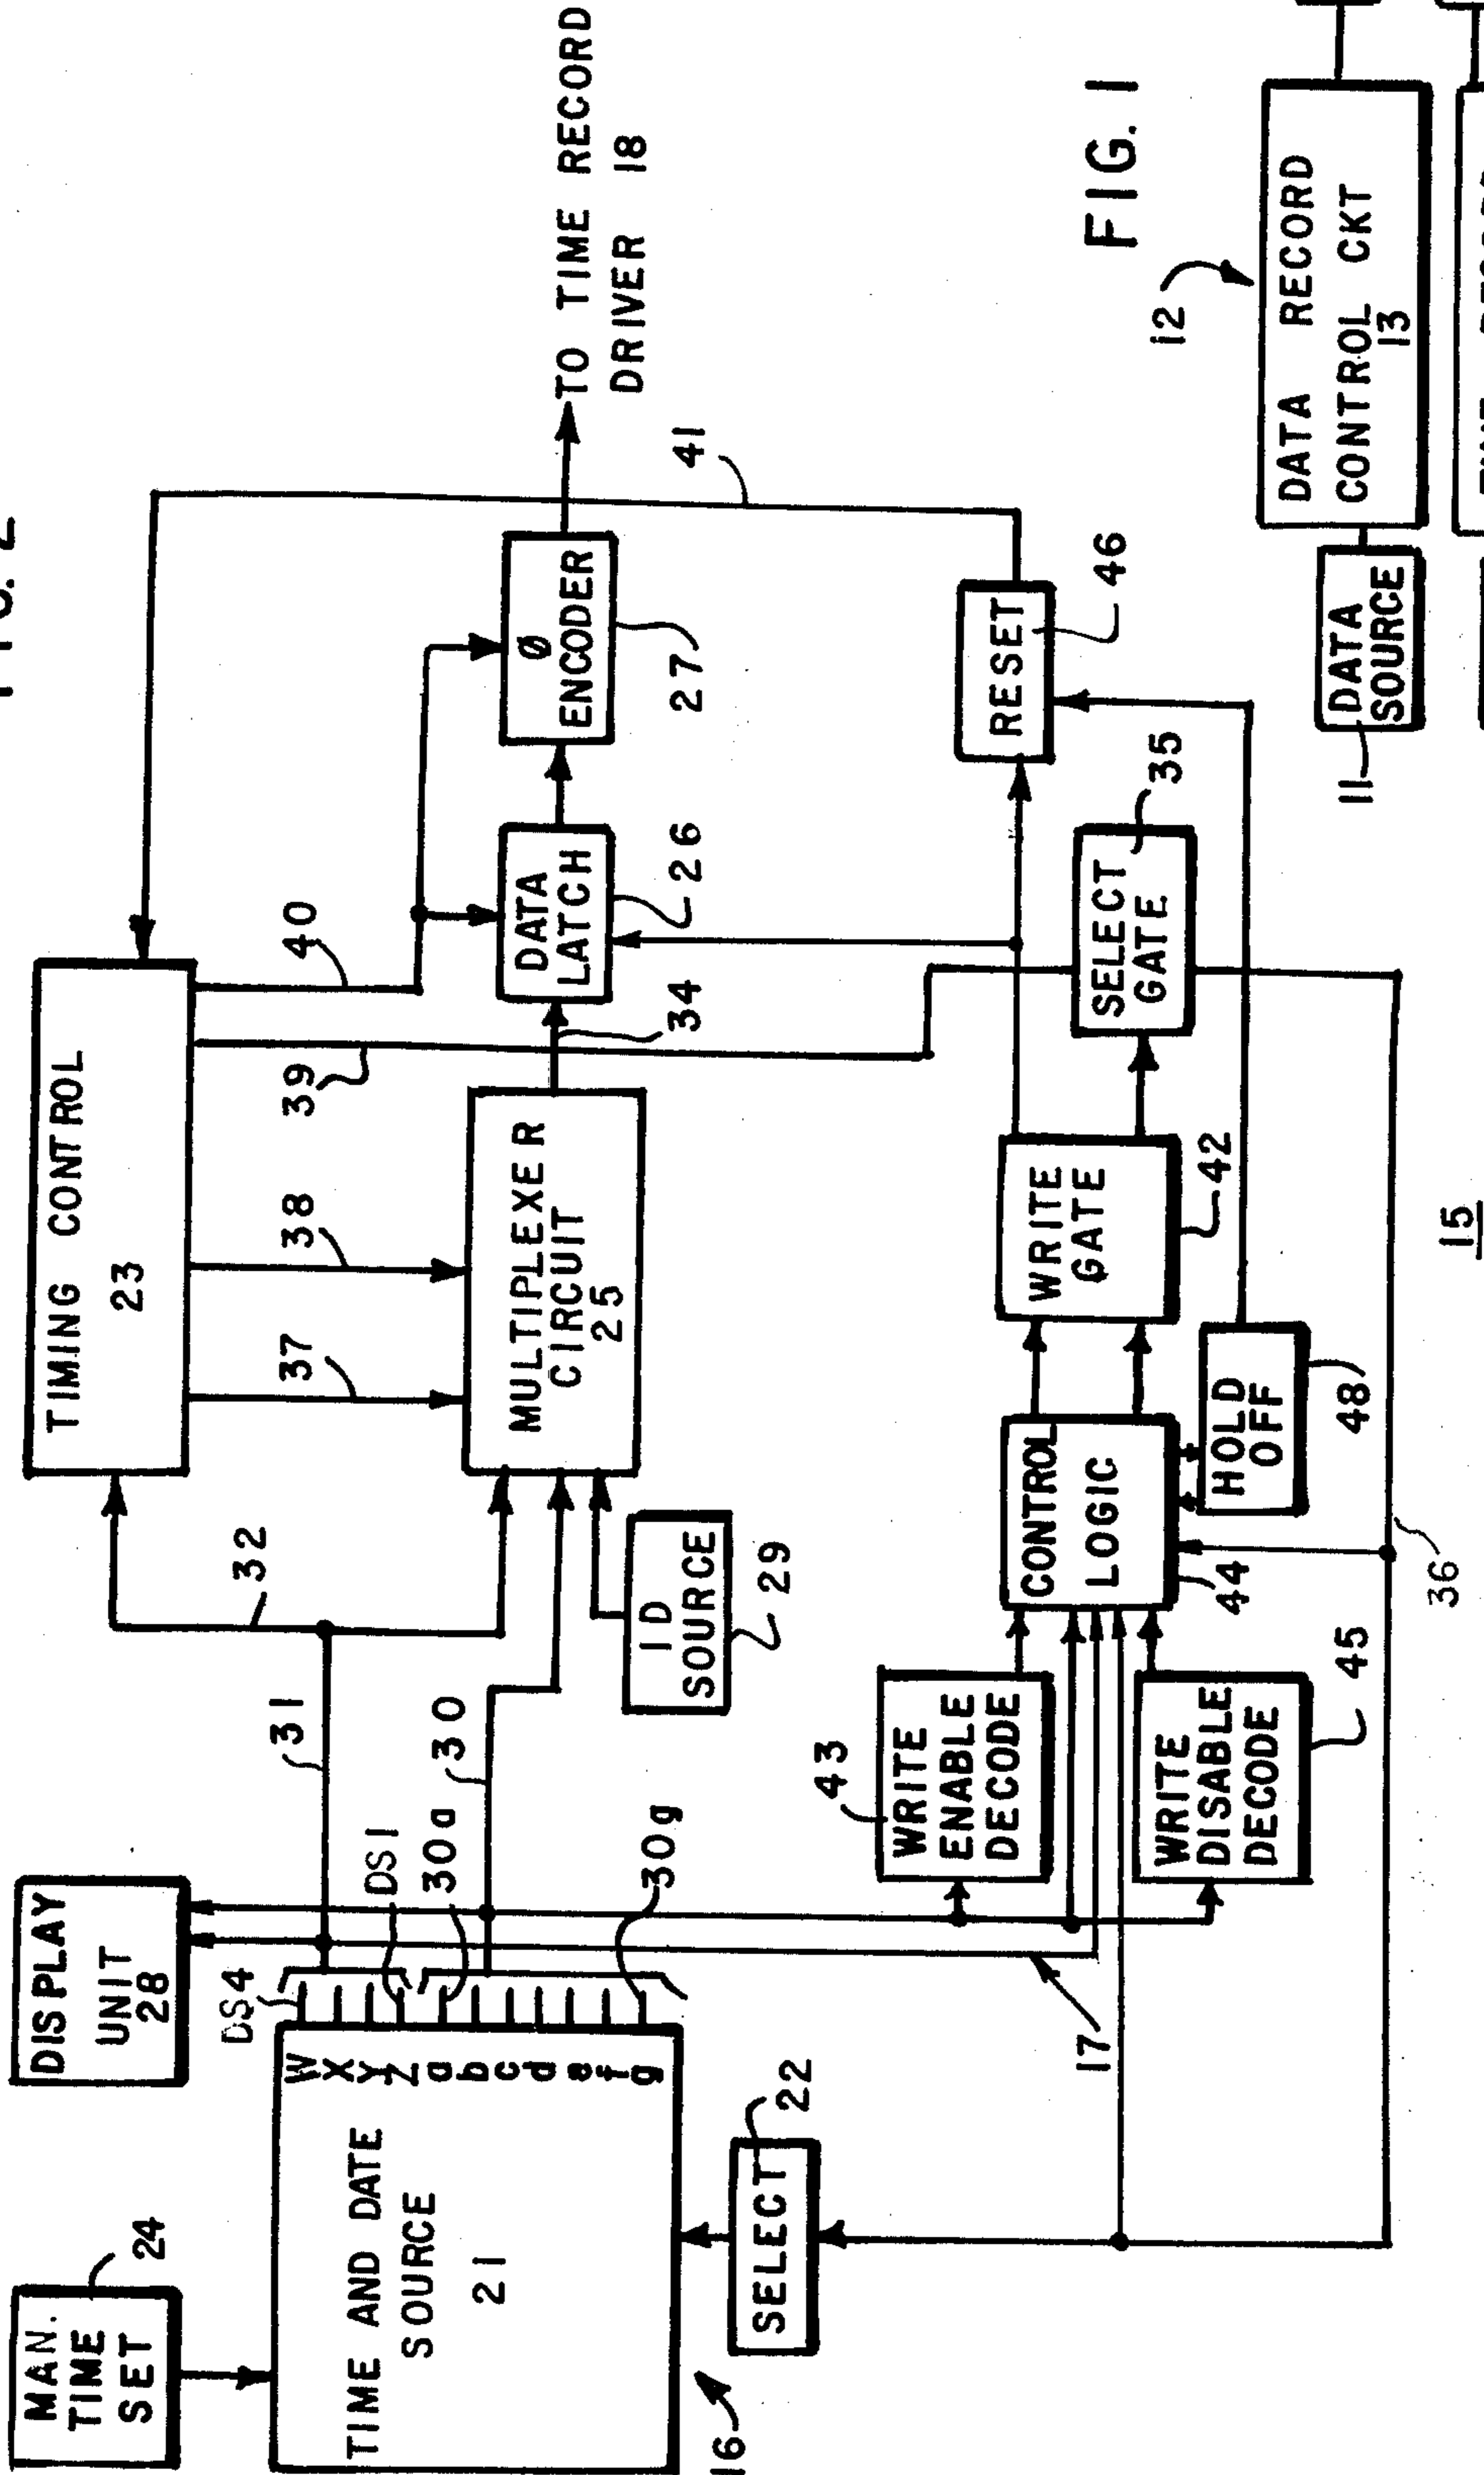 FIG. 2
MAN.
TIME
SET
24
DISPLAY
UNIT
28
TIMING CONTROL
23
TIME AND DATE
SOURCE
21
W
X
Y
Z
a
b
c
d
e
f
g
DS4
DS1
30a
30g
31
30
32
37
38
39
40
41
MULTIPLEXER
CIRCUIT
25
34
DATA
LATCH
26
Ø
ENCODER
27
TO TIME RECORD
DRIVER 18
ID
SOURCE
29
16
SELECT
22
17
WRITE
ENABLE
DECODE
43
WRITE
DISABLE
DECODE
45
CONTROL
LOGIC
44
HOLD
OFF
48
WRITE
GATE
42
SELECT
GATE
35
RESET
46
36
15
FIG. 1
12
DATA RECORD
CONTROL CKT
13
DATA
SOURCE
11